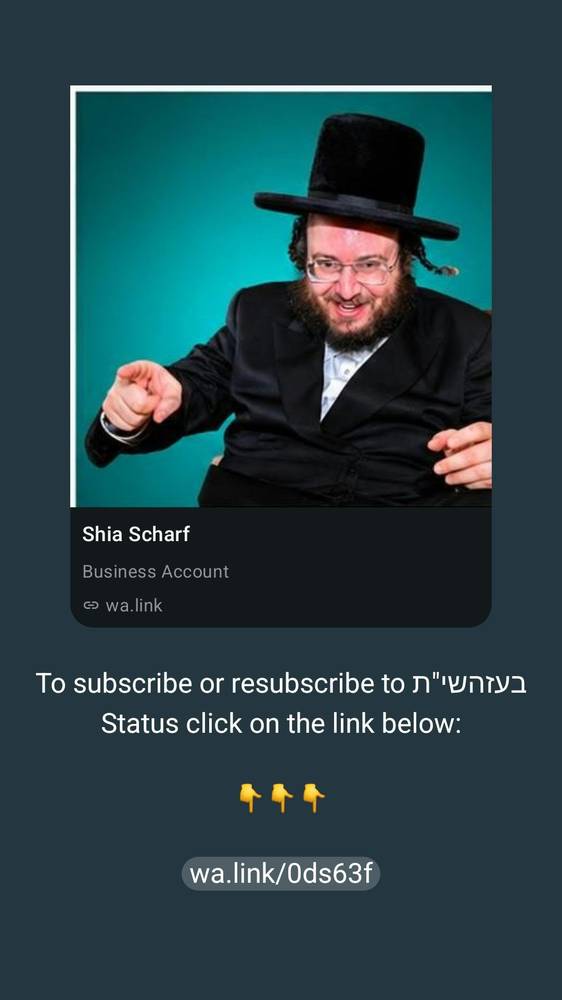 Shia Scharf
Business Account
wa.link
To subscribe or resubscribe to בעזהשי"ת
Status click on the link below:
👇👇👇
wa.link/0ds63f